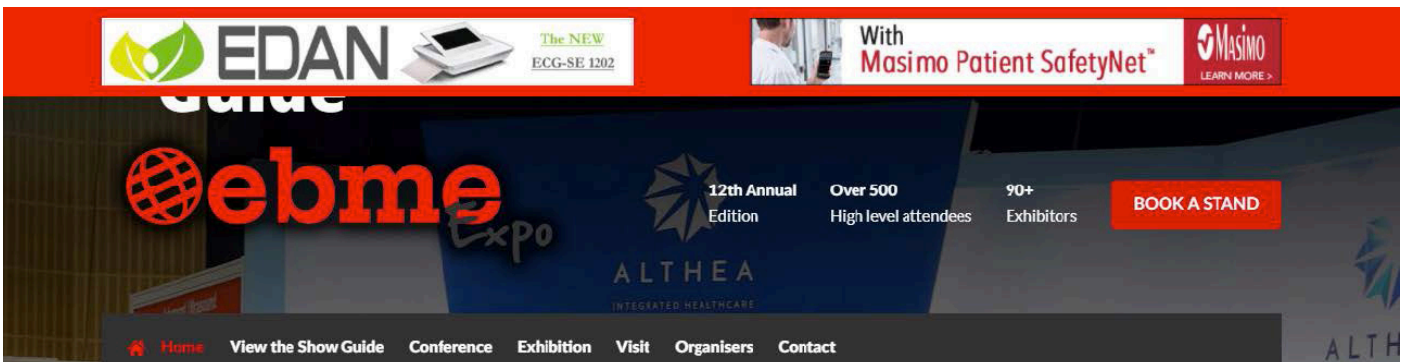 EDAN
The NEW
ECG-SE 1202
With
Masimo Patient SafetyNet™
MASIMO
LEARN MORE >
Guide
ebme
Expo
12th Annual
Edition
Over 500
High level attendees
90+
Exhibitors
BOOK A STAND
ALTHEA
INTEGRATED HEALTHCARE
ALTH
Home
View the Show Guide
Conference
Exhibition
Visit
Organisers
Contact